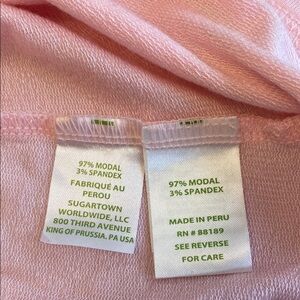 97% MODAL
3% SPANDEX
FABRIQUÉ AU
PEROU
SUGARTOWN
WORLDWIDE, LLC
800 THIRD AVENUE
KING OF PRUSSIA. PA USA
97% MODAL
3% SPANDEX
MADE IN PERU
RN # 88189
SEE REVERSE
FOR CARE